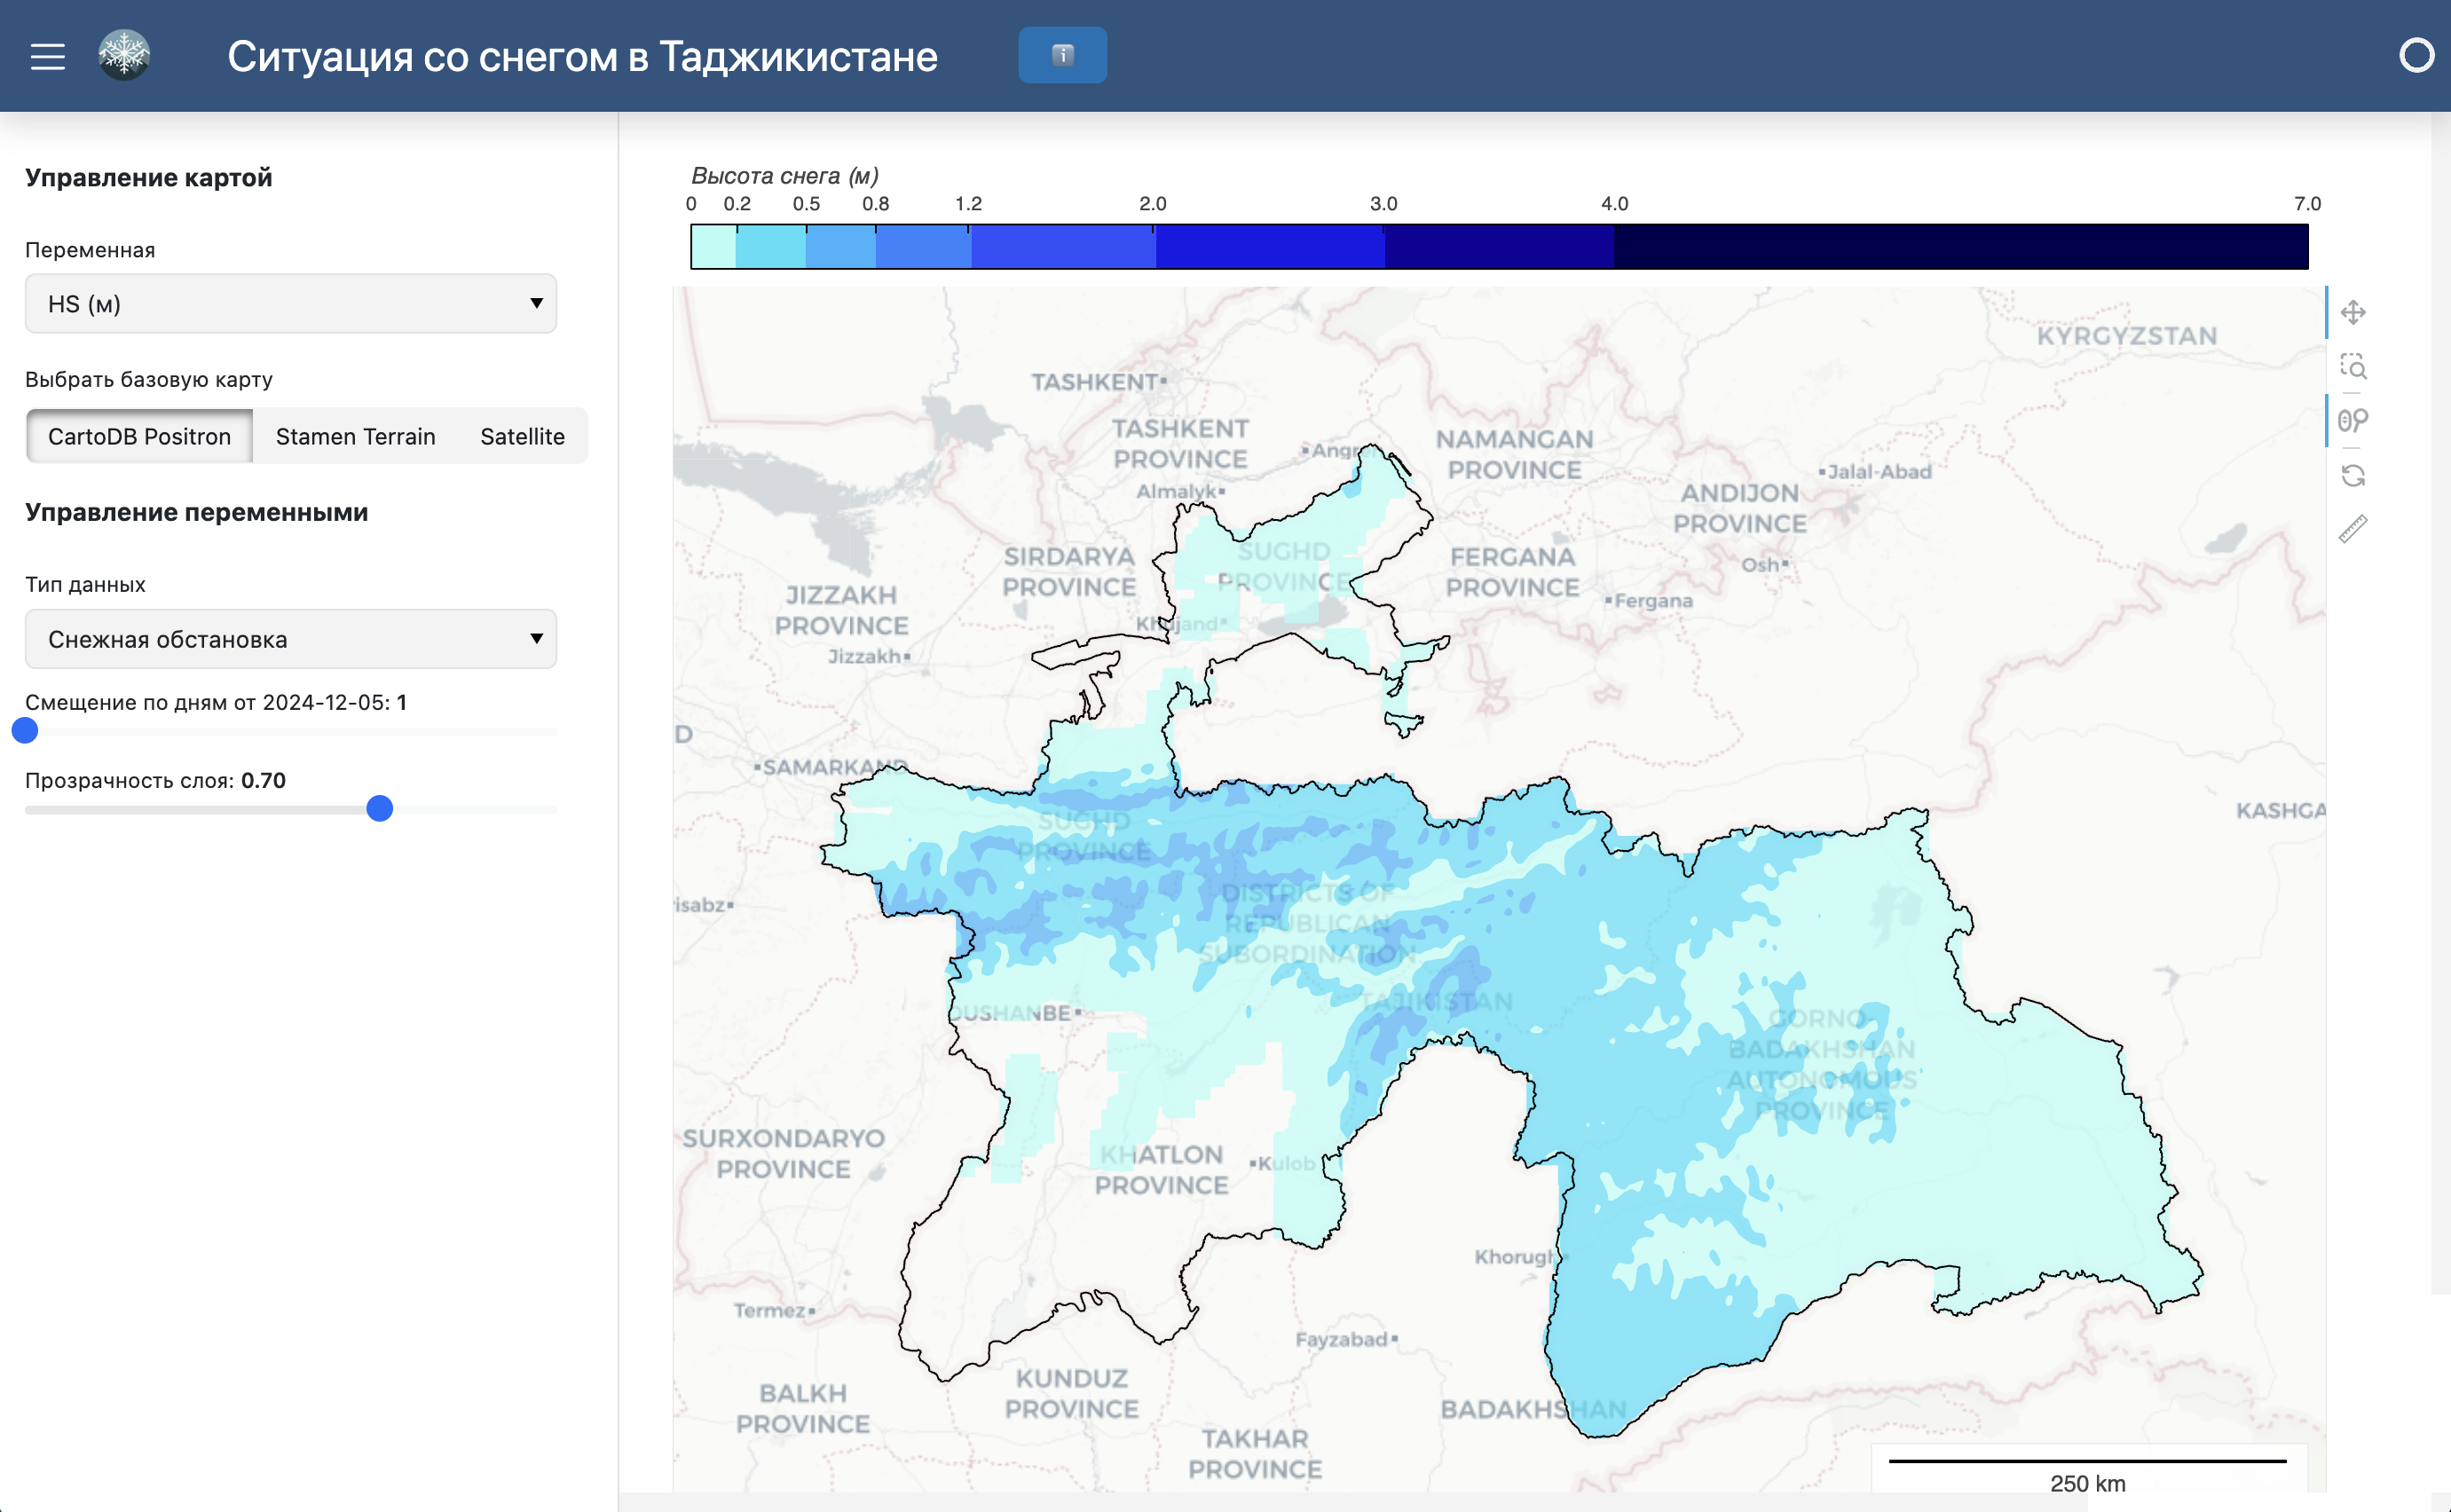 Ситуация со снегом в Таджикистане
Управление картой
Переменная
HS (м)
Выбрать базовую карту
CartoDB Positron Stamen Terrain Satellite
Управление переменными
Тип данных
Снежная обстановка
Смещение по дням от 2024-12-05: 1
Прозрачность слоя: 0.70
Высота снега (м)
0 0.2 0.5 0.8 1.2 2.0 3.0 4.0 7.0
KYRGYZSTAN
TASHKENT
TASHKENT
PROVINCE
Angr
NAMANGAN
PROVINCE
Jalal-Abad
Almalyk
ANDIJON
PROVINCE
SIRDARYA
PROVINCE
SUGHD
PROVINCE
FERGANA
PROVINCE
Osh
JIZZAKH
PROVINCE
Fergana
Khujand
Jizzakh
D
SAMARKAND
KASHGA
SUGHD
PROVINCE
DISTRICTS OF
REPUBLICAN
SUBORDINATION
risabz
TAJIKISTAN
DUSHANBE
GORNO-
BADAKHSHAN
AUTONOMOUS
PROVINCE
SURXONDARYO
PROVINCE
KHATLON
PROVINCE
Kulob
Khorugh
Termez
Fayzabad
KUNDUZ
PROVINCE
BALKH
PROVINCE
BADAKHSHAN
TAKHAR
PROVINCE
250 km